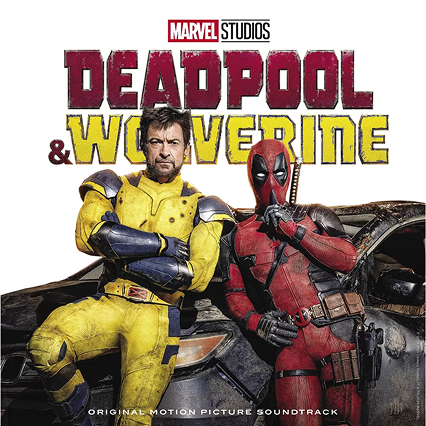 MARVEL STUDIOS
DEADPOOL
& WOLVERINE
ORIGINAL MOTION PICTURE SOUNDTRACK